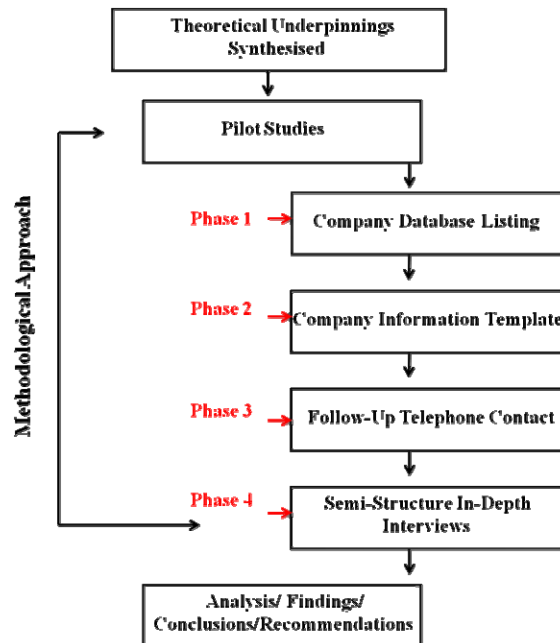 Theoretical Underpinnings
Synthesised
Pilot Studies
Methodological Approach
Phase 1
Company Database Listing
Phase 2
Company Information Template
Phase 3
Follow-Up Telephone Contact
Phase 4
Semi-Structure In-Depth
Interviews
Analysis/ Findings/
Conclusions/Recommendations